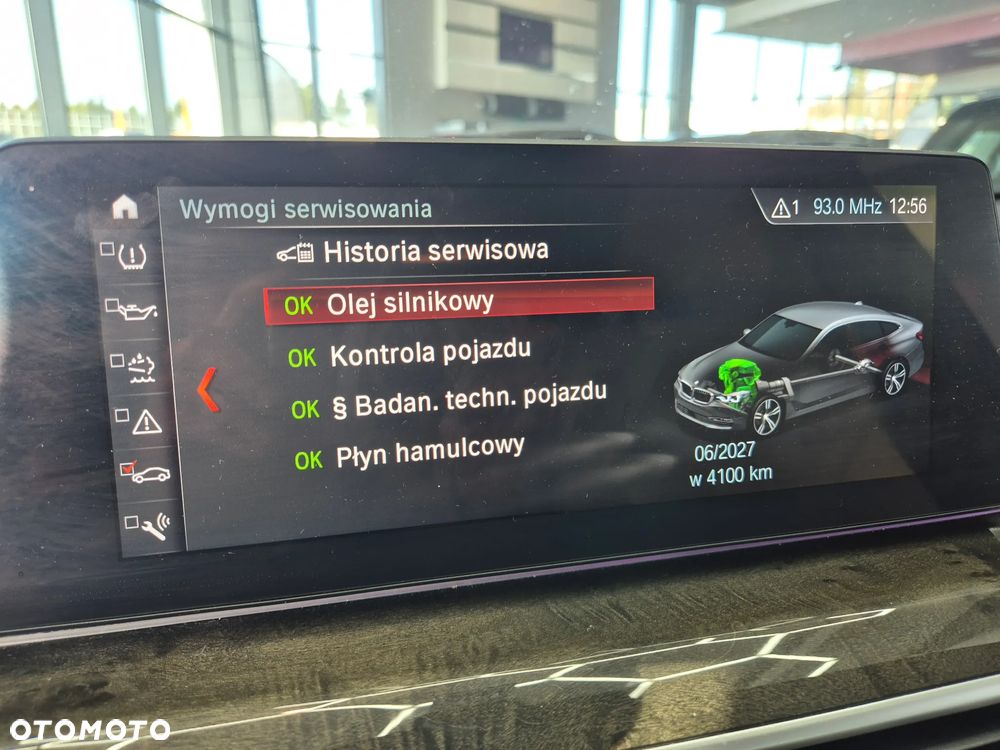 Wymogi serwisowania
1 93.0 MHz 12:56
Historia serwisowa
OK Olej silnikowy
OK Kontrola pojazdu
OK § Badan. techn. pojazdu
OK Płyn hamulcowy
06/2027
w 4100 km
OTOMOTO